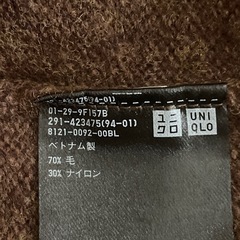 01-29-9F157B
291-423475(94-01)
8121-0092-00BL
ベトナム製
70% 毛
30% ナイロン
ユニ
クロ
UNI
QLO